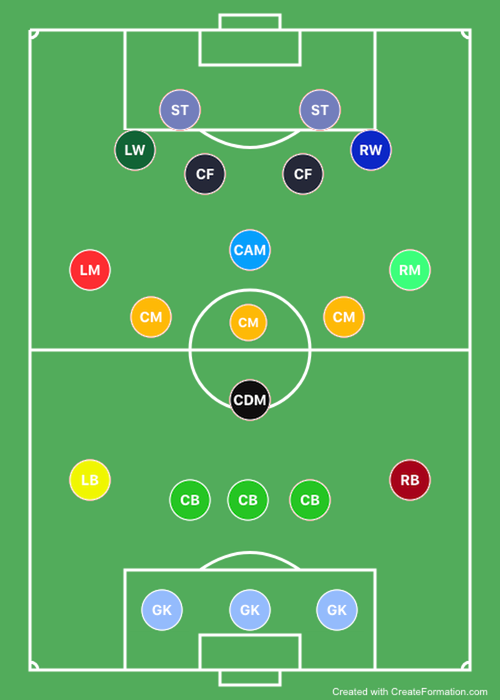 ST ST
LW RW
CF CF
CAM
LM RM
CM CM CM
CDM
LB RB
CB CB CB
GK GK GK
Created with CreateFormation.com